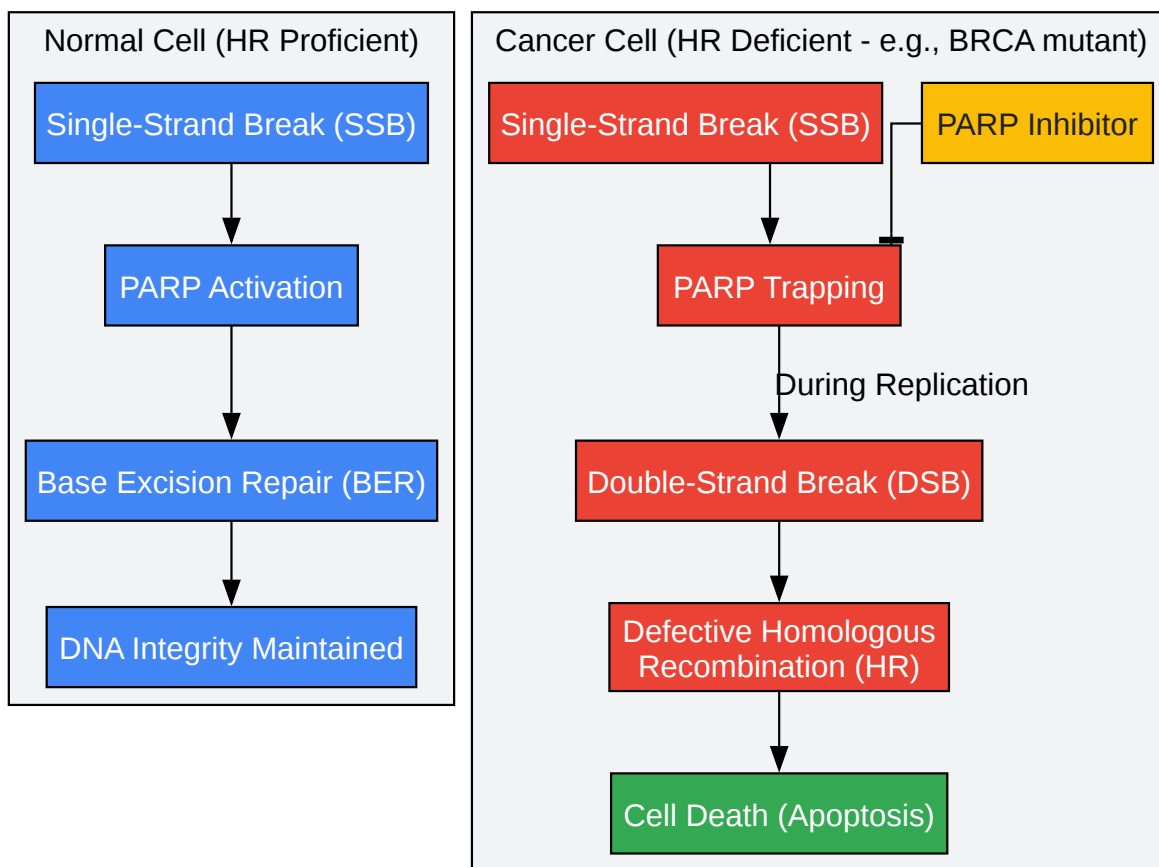 Normal Cell (HR Proficient)
Single-Strand Break (SSB)
PARP Activation
Base Excision Repair (BER)
DNA Integrity Maintained
Cancer Cell (HR Deficient - e.g., BRCA mutant)
Single-Strand Break (SSB)
PARP Inhibitor
PARP Trapping
During Replication
Double-Strand Break (DSB)
Defective Homologous
Recombination (HR)
Cell Death (Apoptosis)